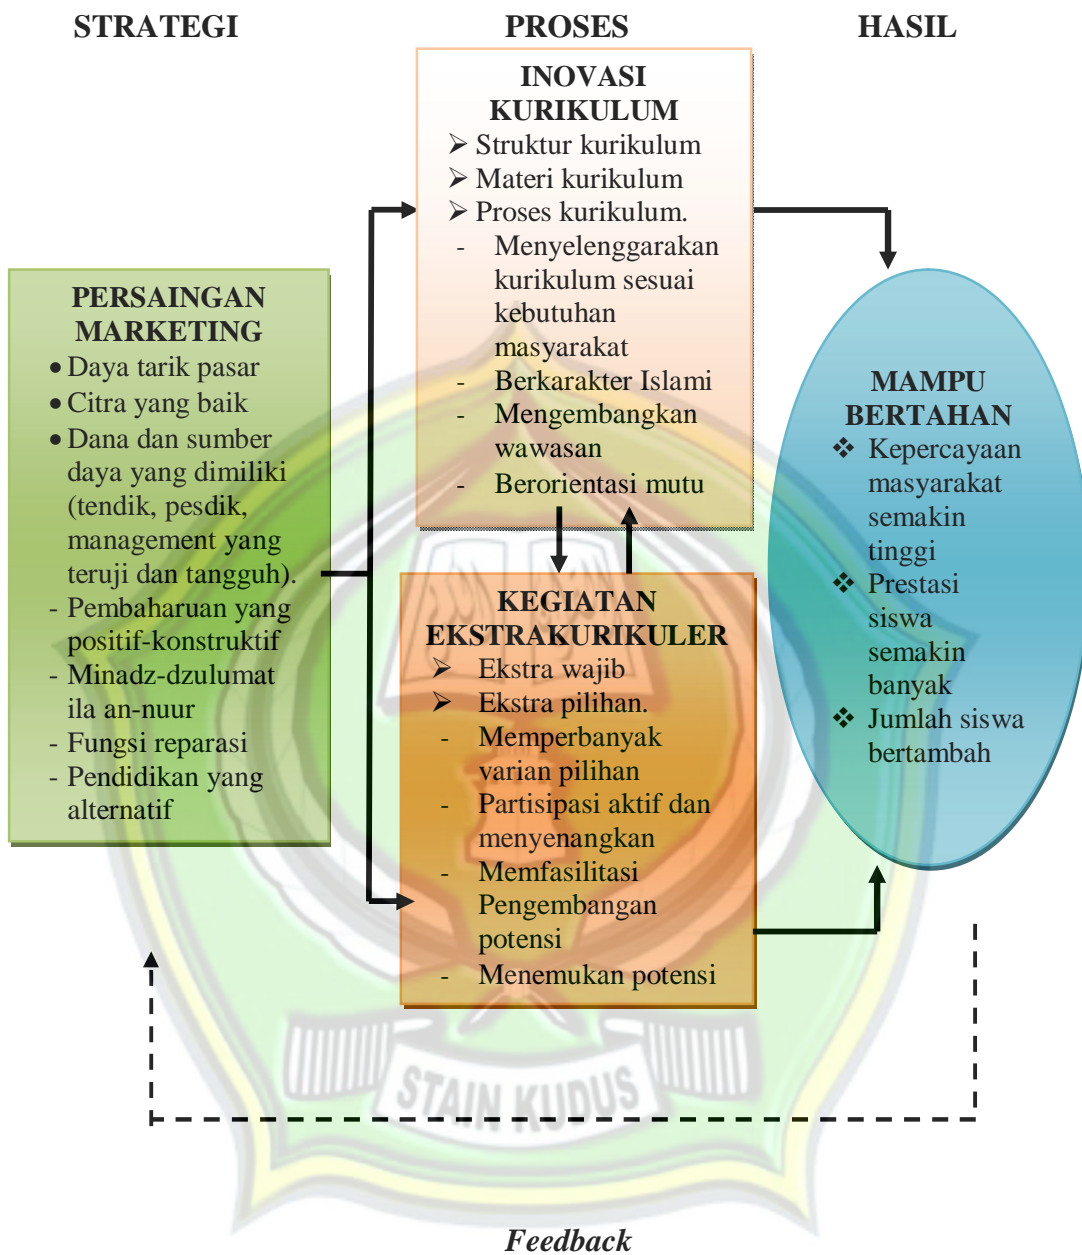 STRATEGI
PROSES
HASIL
INOVASI
KURIKULUM
➢ Struktur kurikulum
➢ Materi kurikulum
➢ Proses kurikulum.
- Menyelenggarakan
kurikulum sesuai
kebutuhan
masyarakat
- Berkarakter Islami
- Mengembangkan
wawasan
- Berorientasi mutu
PERSAINGAN
MARKETING
• Daya tarik pasar
• Citra yang baik
• Dana dan sumber
daya yang dimiliki
(tendik, pesdik,
management yang
teruji dan tangguh).
- Pembaharuan yang
positif-konstruktif
- Minadz-dzulumat
ila an-nuur
- Fungsi reparasi
- Pendidikan yang
alternatif
KEGIATAN
EKSTRAKURIKULER
➢ Ekstra wajib
➢ Ekstra pilihan.
- Memperbanyak
varian pilihan
- Partisipasi aktif dan
menyenangkan
- Memfasilitasi
Pengembangan
potensi
- Menemukan potensi
MAMPU
BERTAHAN
❖ Kepercayaan
masyarakat
semakin
tinggi
❖ Prestasi
siswa
semakin
banyak
❖ Jumlah siswa
bertambah
STAIN KUDUS
Feedback